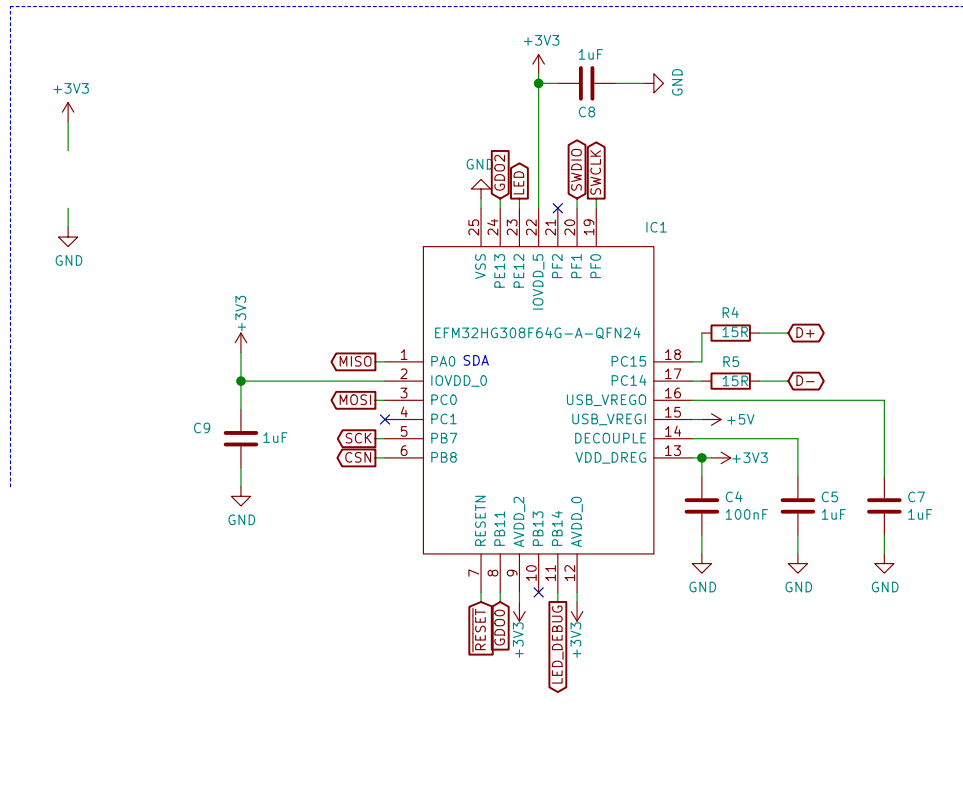 +3V3
1uF
GND
C8
+3V3
GND
GND
GDO2
LED
SWDIO
SWCLK
25
24
23
22
21
20
19
IC1
VSS
PE13
PE12
IOVDD_5
PF2
PF1
PF0
+3V3
EFM32HG308F64G-A-QFN24
MISO
1
PA0
SDA
2
IOVDD_0
MOSI
3
PC0
4
PC1
SCK
5
PB7
CSN
6
PB8
C9
1uF
GND
PC15
18
R4
15R
D+
PC14
17
R5
15R
D-
USB_VREGO
16
USB_VREGI
15
+5V
DECOUPLE
14
VDD_DREG
13
+3V3
C4
100nF
GND
C5
1uF
GND
C7
1uF
GND
RESETN
PB11
AVDD_2
PB13
PB14
AVDD_0
7
8
9
10
11
12
RESET
GDO0
+3V3
LED_DEBUG
+3V3